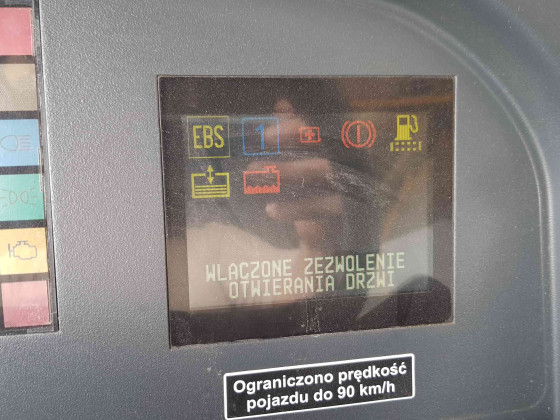 EBS
1
WLACZONE ZEZWOLENIE
OTWIERANIA DRZWI
Ograniczono prędkość
pojazdu do 90 km/h